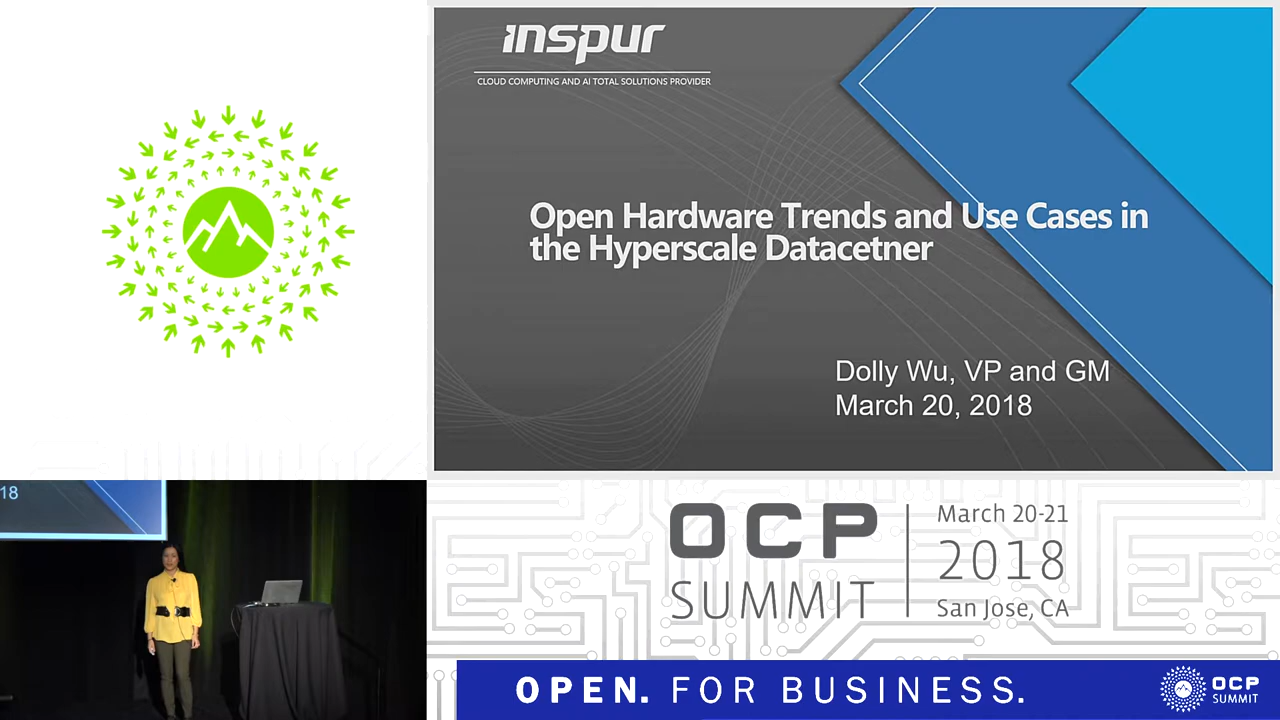 inspur
CLOUD COMPUTING AND AI TOTAL SOLUTIONS PROVIDER
Open Hardware Trends and Use Cases in
the Hyperscale Datacetner
Dolly Wu, VP and GM
March 20, 2018
18
OCP
SUMMIT
March 20-21
2018
San Jose, CA
OPEN. FOR BUSINESS.
OCP
SUMMIT